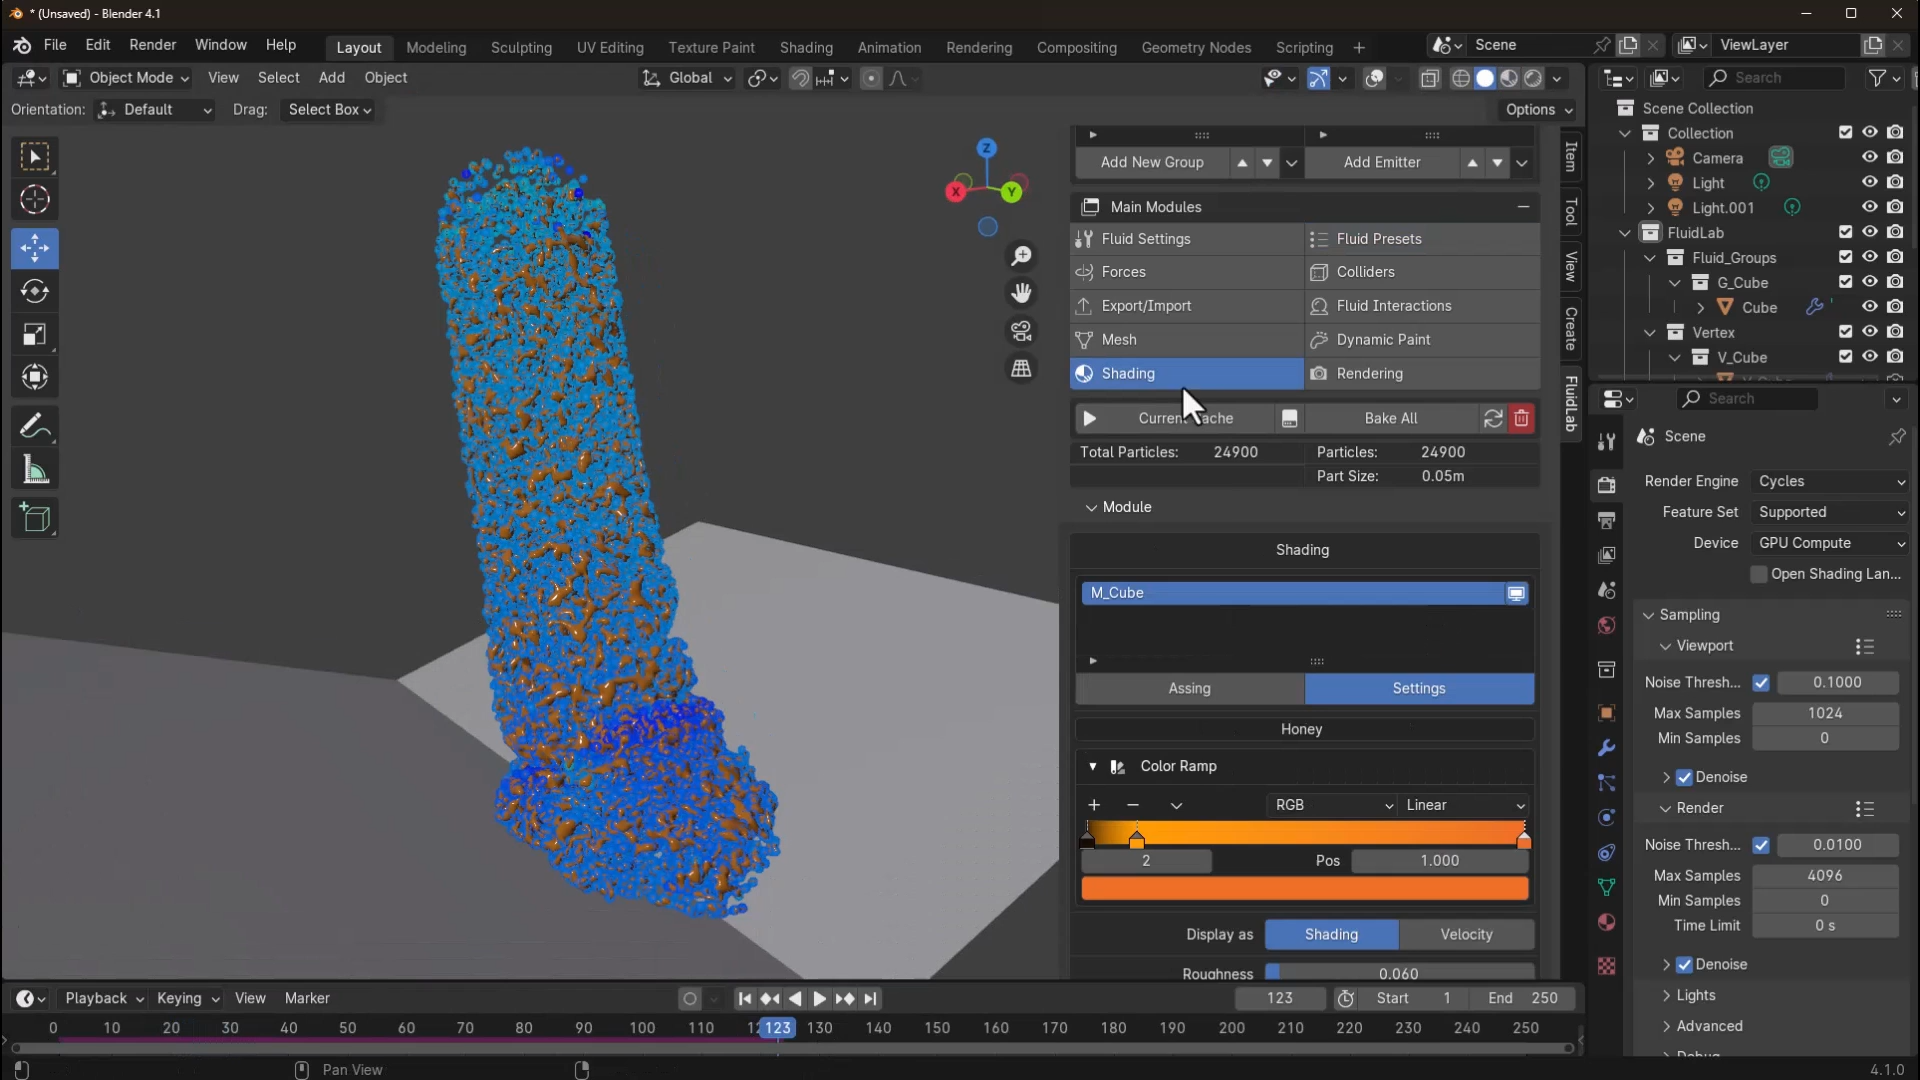 * (Unsaved) - Blender 4.1
File Edit Render Window Help
Layout Modeling Sculpting UV Editing Texture Paint Shading Animation Rendering Compositing Geometry Nodes Scripting
Scene
ViewLayer
Object Mode View Select Add Object
Global
Search
Orientation: Default Drag: Select Box
Options
Scene Collection
Collection
Camera
Light
Light.001
FluidLab
Fluid_Groups
G_Cube
Cube
Vertex
V_Cube
X
Y
Z
Item
Tool
View
Create
FluidLab
Add New Group Add Emitter
Main Modules
Fluid Settings Fluid Presets
Forces Colliders
Export/Import Fluid Interactions
Mesh Dynamic Paint
Shading Rendering
Bake All
Total Particles: 24900 Particles: 24900
Part Size: 0.05m
Module
Shading
M_Cube
Assing Settings
Honey
Color Ramp
RGB Linear
2 Pos 1.000
Display as Shading Velocity
Roughness 0.060
Search
Scene
Render Engine Cycles
Feature Set Supported
Device GPU Compute
Open Shading Lan...
Sampling
Viewport
Noise Thresh... 0.1000
Max Samples 1024
Min Samples 0
Denoise
Render
Noise Thresh... 0.0100
Max Samples 4096
Min Samples 0
Time Limit 0 s
Denoise
Lights
Advanced
Playback Keying View Marker
123 Start 1 End 250
0 10 20 30 40 50 60 70 80 90 100 110 123 130 140 150 160 170 180 190 200 210 220 230 240 250
Pan View
4.1.0